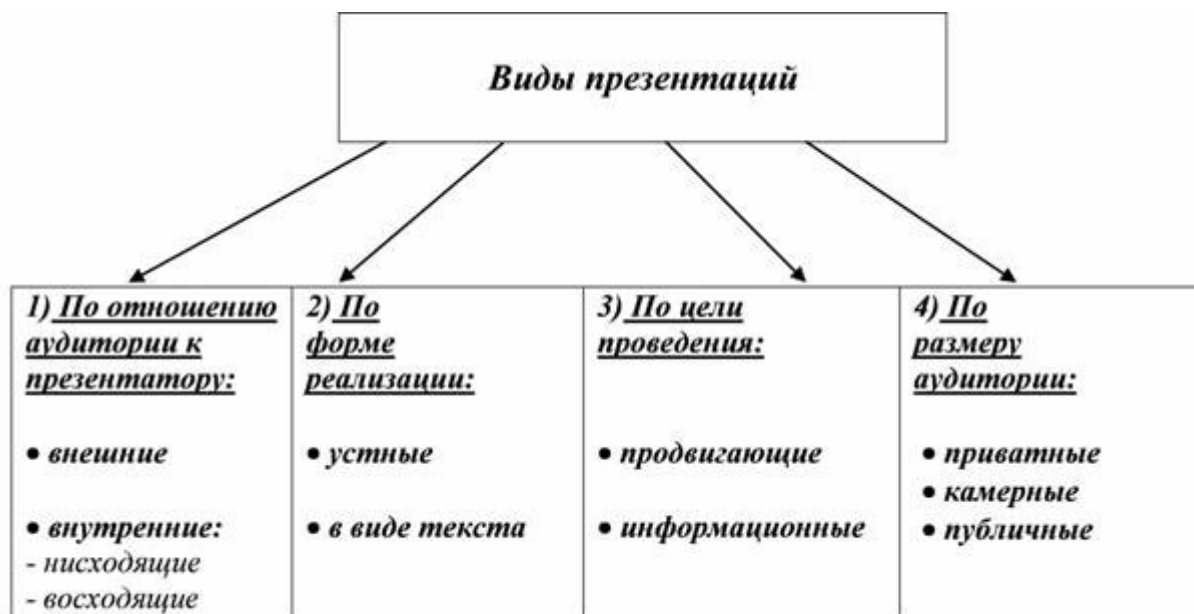 Виды презентаций
1) По отношению
аудитории к
презентатору:
• внешние
• внутренние:
- нисходящие
- восходящие
2) По
форме
реализации:
• устные
• в виде текста
3) По цели
проведения:
• продвигающие
• информационные
4) По
размеру
аудитории:
• приватные
• камерные
• публичные